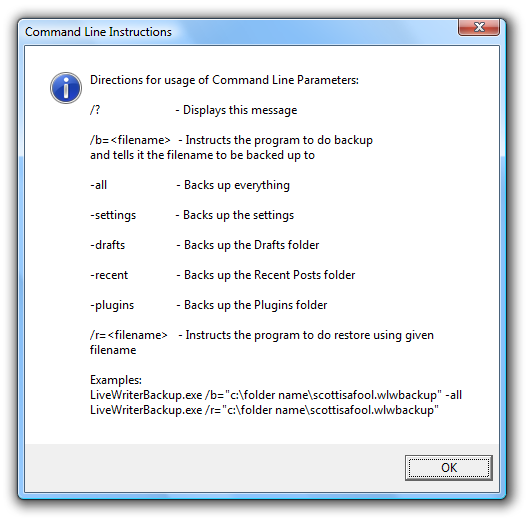 Command Line Instructions
Directions for usage of Command Line Parameters:
/? - Displays this message
/b=<filename> - Instructs the program to do backup
and tells it the filename to be backed up to
-all - Backs up everything
-settings - Backs up the settings
-drafts - Backs up the Drafts folder
-recent - Backs up the Recent Posts folder
-plugins - Backs up the Plugins folder
/r=<filename> - Instructs the program to do restore using given
filename
Examples:
LiveWriterBackup.exe /b="c:\folder name\scottisafool.wlwbackup" -all
LiveWriterBackup.exe /r="c:\folder name\scottisafool.wlwbackup"
OK